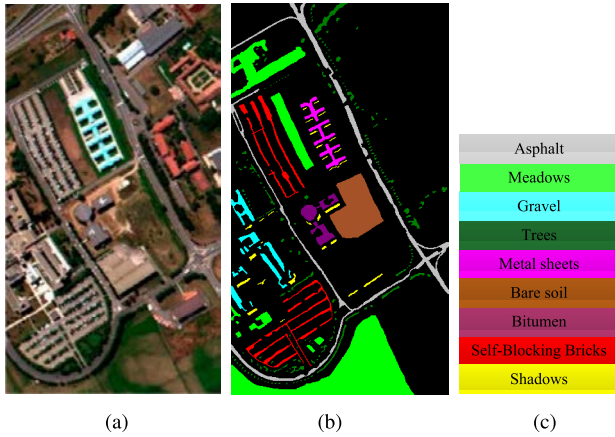 Asphalt
Meadows
Gravel
Trees
Metal sheets
Bare soil
Bitumen
Self-Blocking Bricks
Shadows
(a) (b) (c)